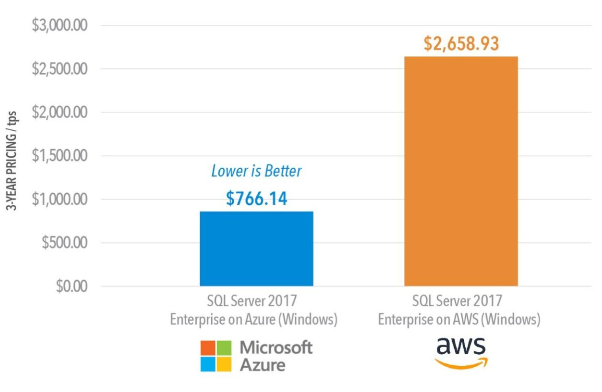 $3,000.00
$2,500.00
$2,000.00
$1,500.00
$1,000.00
$500.00
$0.00
3-YEAR PRICING / tps
$2,658.93
Lower is Better
$766.14
SQL Server 2017
Enterprise on Azure (Windows)
SQL Server 2017
Enterprise on AWS (Windows)
Microsoft
Azure
aws